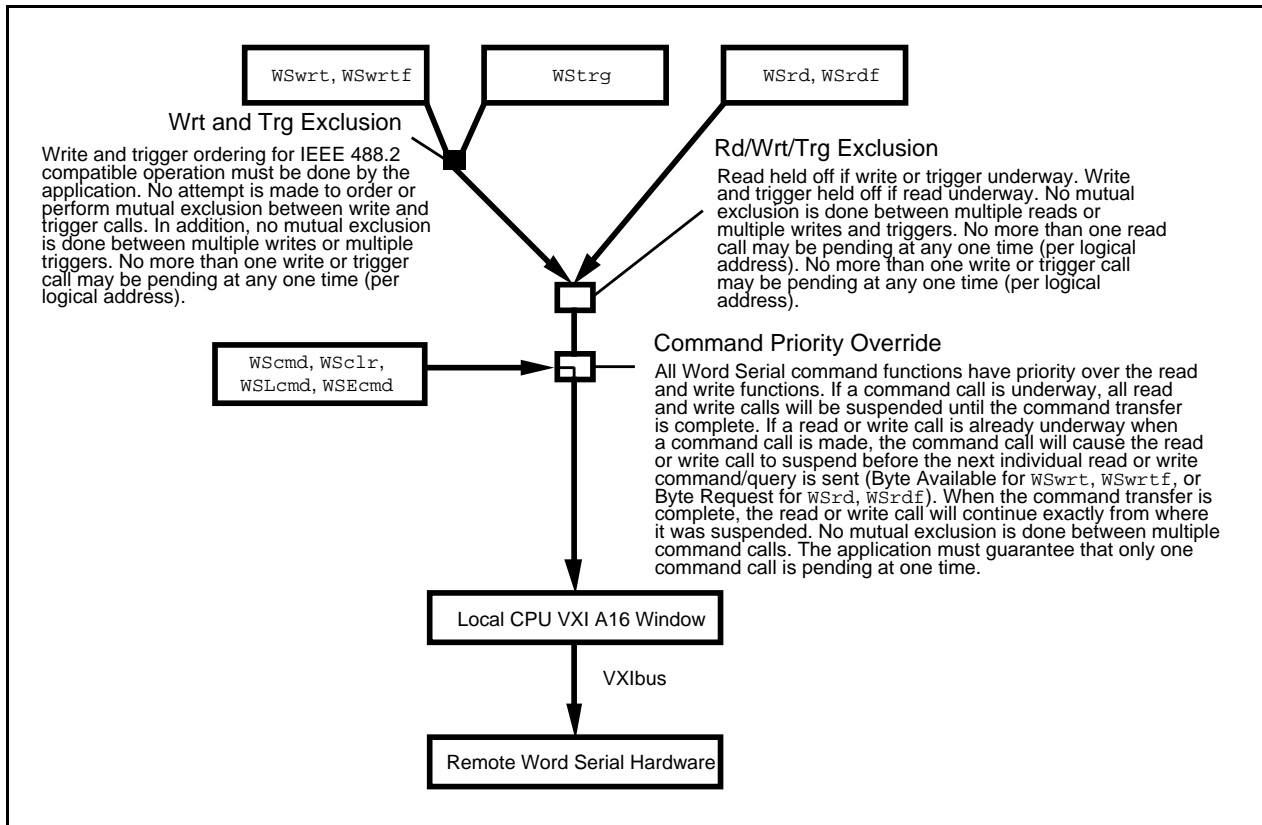 WSwrt, WSwrtf
WStrg
WSrd, WSrdf
Wrt and Trg Exclusion
Write and trigger ordering for IEEE 488.2
compatible operation must be done by the
application. No attempt is made to order or
perform mutual exclusion between write and
trigger calls. In addition, no mutual exclusion
is done between multiple writes or multiple
triggers. No more than one write or trigger
call may be pending at any one time (per
logical address).
Rd/Wrt/Trg Exclusion
Read held off if write or trigger underway. Write
and trigger held off if read underway. No mutual
exclusion is done between multiple reads or
multiple writes and triggers. No more than one read
call may be pending at any one time (per logical
address). No more than one write or trigger call
may be pending at any one time (per logical
address).
WScmd, WSclr,
WSLcmd, WSEcmd
Command Priority Override
All Word Serial command functions have priority over the read
and write functions. If a command call is underway, all read
and write calls will be suspended until the command transfer
is complete. If a read or write call is already underway when
a command call is made, the command call will cause the read
or write call to suspend before the next individual read or write
command/query is sent (Byte Available for WSwrt, WSwrtf, or
Byte Request for WSrd, WSrdf). When the command transfer is
complete, the read or write call will continue exactly from where
it was suspended. No mutual exclusion is done between multiple
command calls. The application must guarantee that only one
command call is pending at one time.
Local CPU VXI A16 Window
VXIbus
Remote Word Serial Hardware